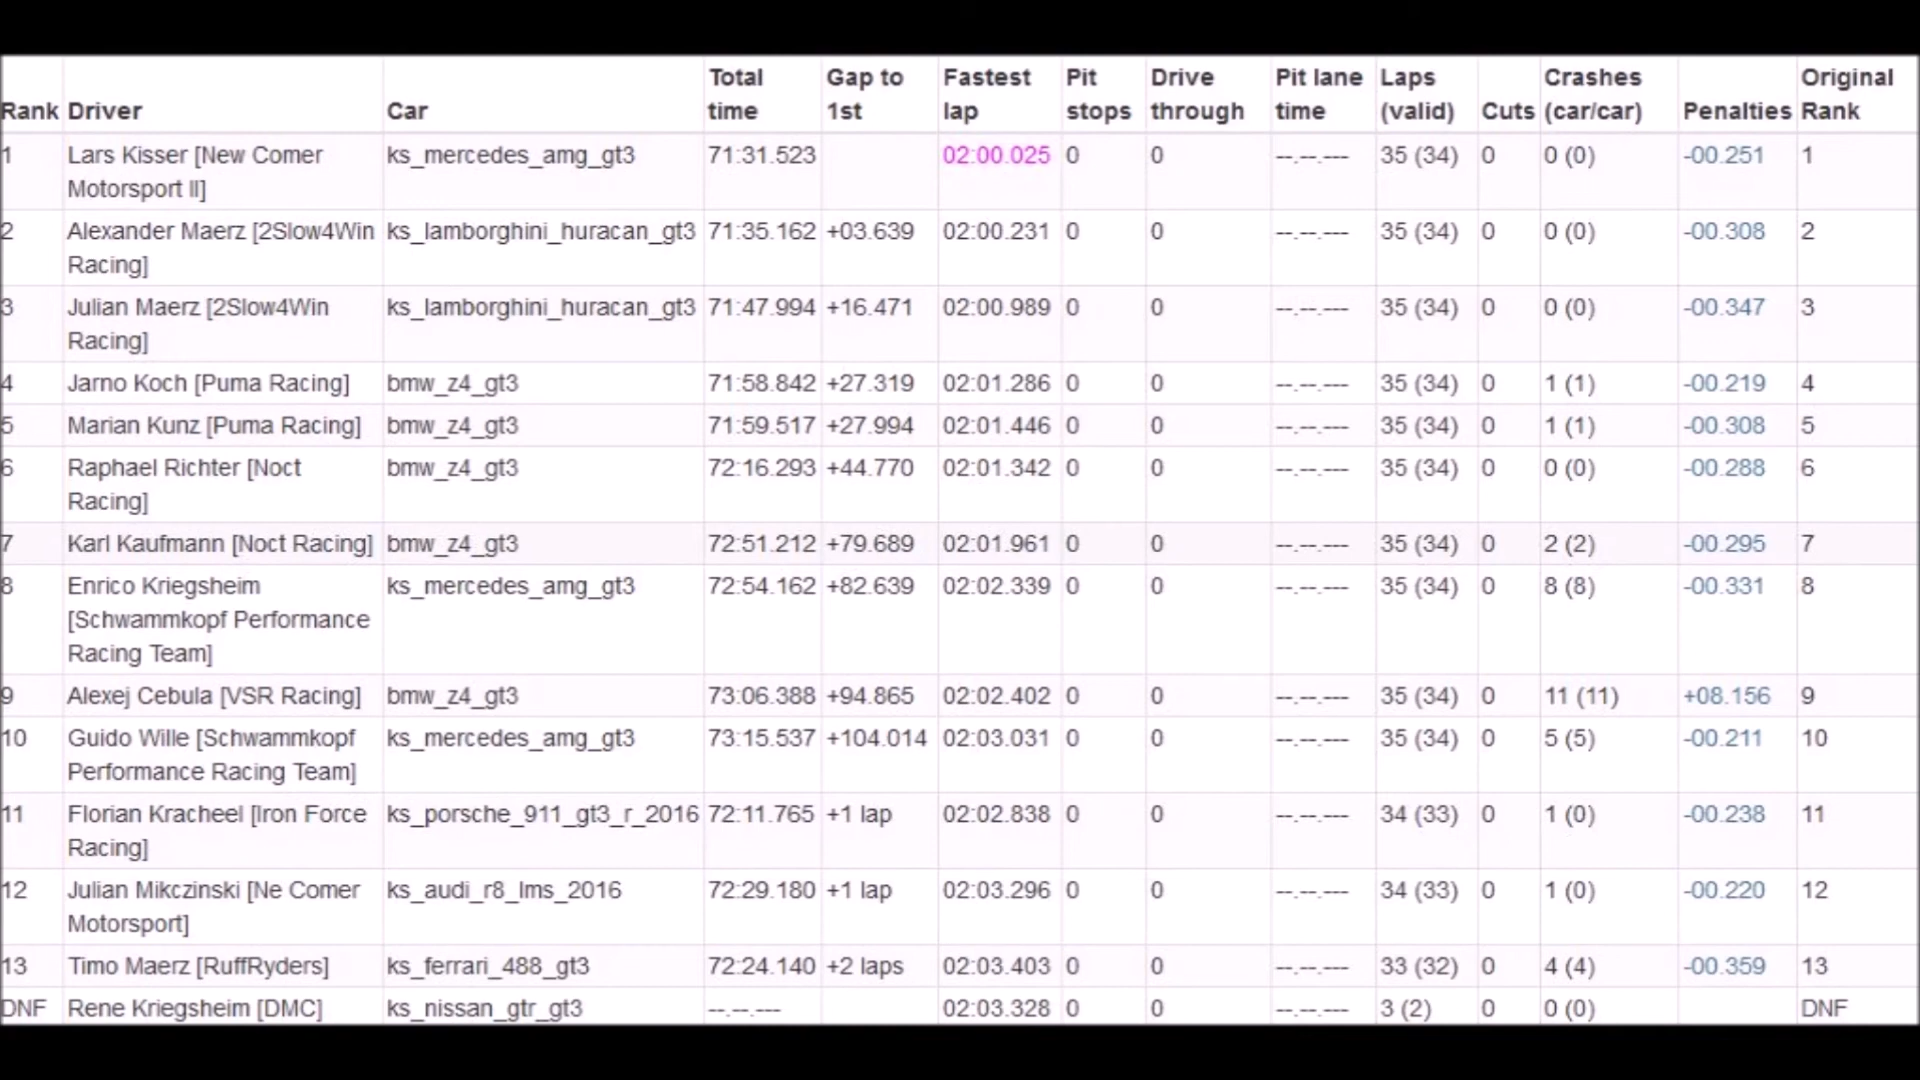 Rank Driver Car Total time Gap to 1st Fastest lap Pit stops Drive through Pit lane time Laps (valid) Cuts Crashes (car/car) Penalties Original Rank
1 Lars Kisser [New Comer ks_mercedes_amg_gt3 71:31.523 02:00.025 0 0 --.--.--- 35 (34) 0 0 (0) -00.251 1
Motorsport II]
2 Alexander Maerz [2Slow4Win ks_lamborghini_huracan_gt3 71:35.162 +03.639 02:00.231 0 0 --.--.--- 35 (34) 0 0 (0) -00.308 2
Racing]
3 Julian Maerz [2Slow4Win ks_lamborghini_huracan_gt3 71:47.994 +16.471 02:00.989 0 0 --.--.--- 35 (34) 0 0 (0) -00.347 3
Racing]
4 Jarno Koch [Puma Racing] bmw_z4_gt3 71:58.842 +27.319 02:01.286 0 0 --.--.--- 35 (34) 0 1 (1) -00.219 4
5 Marian Kunz [Puma Racing] bmw_z4_gt3 71:59.517 +27.994 02:01.446 0 0 --.--.--- 35 (34) 0 1 (1) -00.308 5
6 Raphael Richter [Noct bmw_z4_gt3 72:16.293 +44.770 02:01.342 0 0 --.--.--- 35 (34) 0 0 (0) -00.288 6
Racing]
7 Karl Kaufmann [Noct Racing] bmw_z4_gt3 72:51.212 +79.689 02:01.961 0 0 --.--.--- 35 (34) 0 2 (2) -00.295 7
8 Enrico Kriegsheim ks_mercedes_amg_gt3 72:54.162 +82.639 02:02.339 0 0 --.--.--- 35 (34) 0 8 (8) -00.331 8
[Schwammkopf Performance
Racing Team]
9 Alexej Cebula [VSR Racing] bmw_z4_gt3 73:06.388 +94.865 02:02.402 0 0 --.--.--- 35 (34) 0 11 (11) +08.156 9
10 Guido Wille [Schwammkopf ks_mercedes_amg_gt3 73:15.537 +104.014 02:03.031 0 0 --.--.--- 35 (34) 0 5 (5) -00.211 10
Performance Racing Team]
11 Florian Kracheel [Iron Force ks_porsche_911_gt3_r_2016 72:11.765 +1 lap 02:02.838 0 0 --.--.--- 34 (33) 0 1 (0) -00.238 11
Racing]
12 Julian Mikczinski [Ne Comer ks_audi_r8_lms_2016 72:29.180 +1 lap 02:03.296 0 0 --.--.--- 34 (33) 0 1 (0) -00.220 12
Motorsport]
13 Timo Maerz [RuffRyders] ks_ferrari_488_gt3 72:24.140 +2 laps 02:03.403 0 0 --.--.--- 33 (32) 0 4 (4) -00.359 13
DNF Rene Kriegsheim [DMC] ks_nissan_gtr_gt3 --.--.--- 02:03.328 0 0 --.--.--- 3 (2) 0 0 (0) DNF